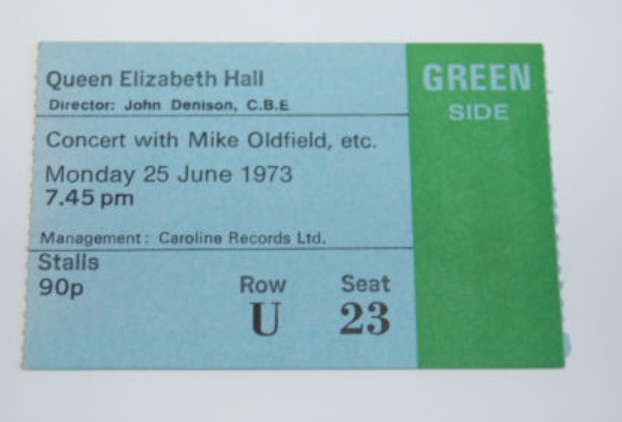 Queen Elizabeth Hall
Director: John Denison, C.B.E
Concert with Mike Oldfield, etc.
Monday 25 June 1973
7.45 pm
Management: Caroline Records Ltd.
Stalls
90p
Row
U
Seat
23
GREEN
SIDE